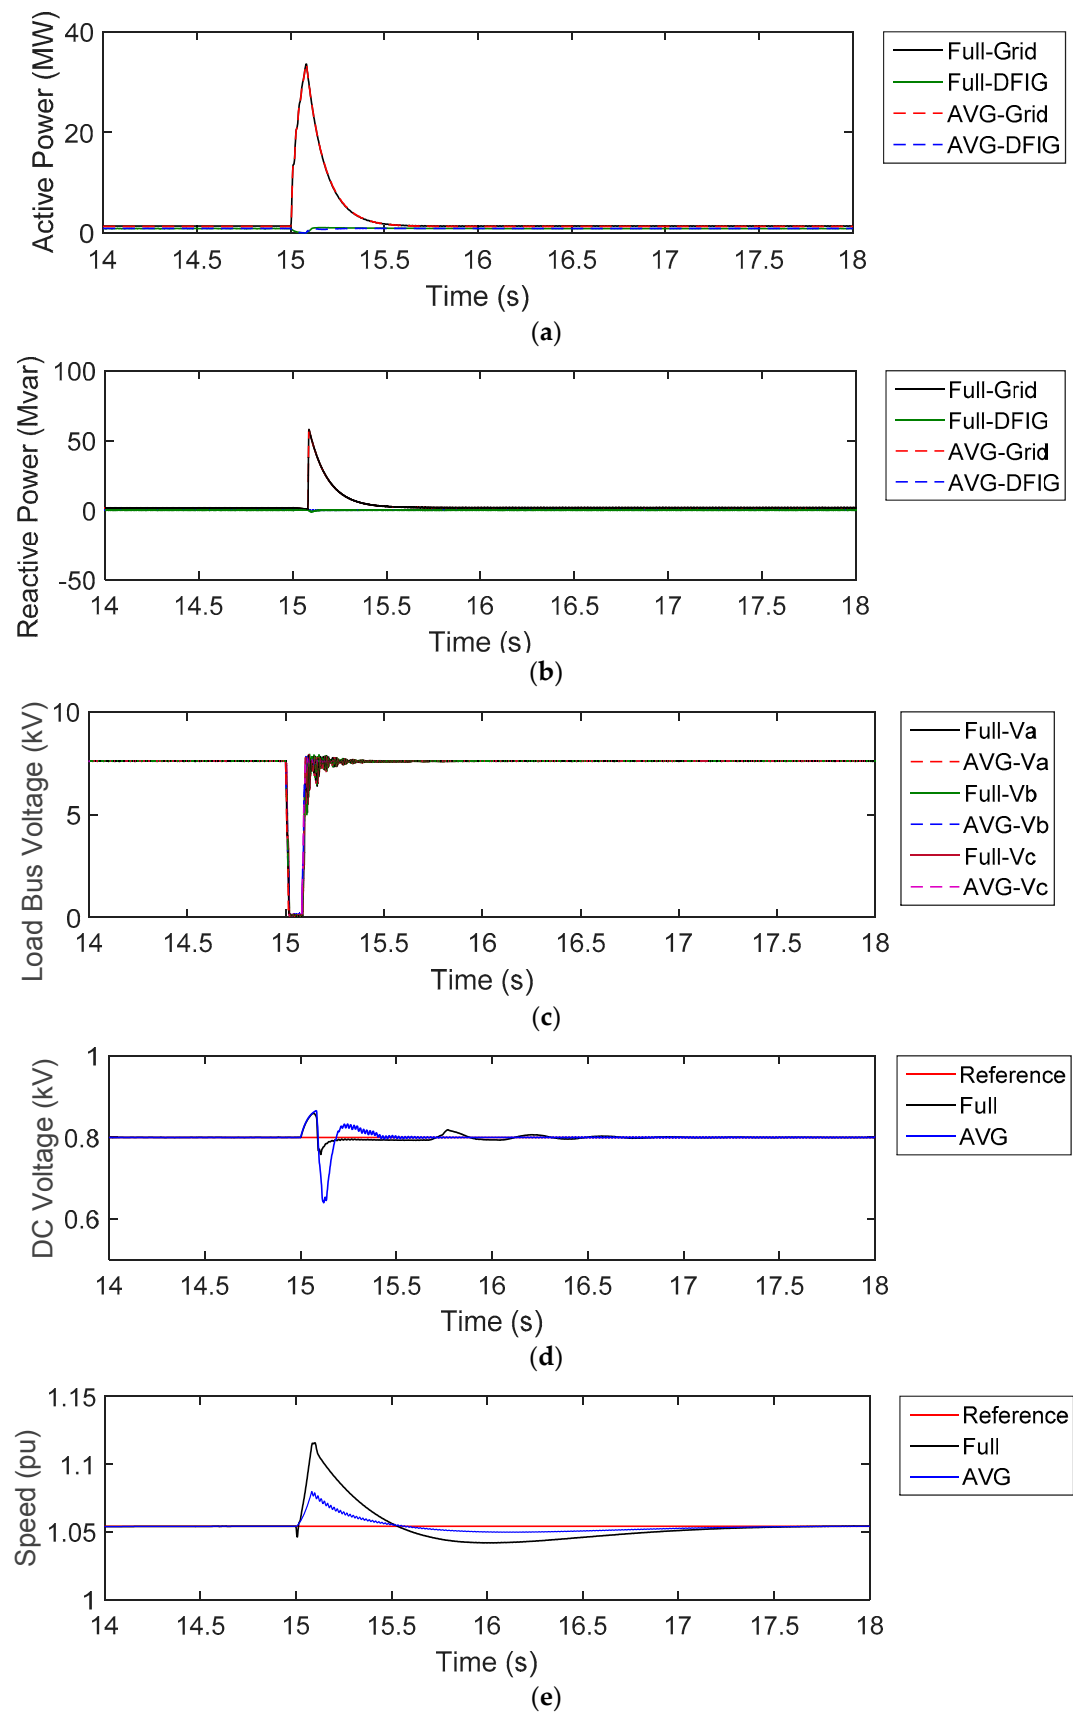 Active Power (MW)
40
20
0
14 14.5 15 15.5 16 16.5 17 17.5 18
Time (s)
Full-Grid
Full-DFIG
AVG-Grid
AVG-DFIG
(a)
Reactive Power (Mvar)
100
50
0
-50
14 14.5 15 15.5 16 16.5 17 17.5 18
Time (s)
Full-Grid
Full-DFIG
AVG-Grid
AVG-DFIG
(b)
Load Bus Voltage (kV)
10
5
0
14 14.5 15 15.5 16 16.5 17 17.5 18
Time (s)
Full-Va
AVG-Va
Full-Vb
AVG-Vb
Full-Vc
AVG-Vc
(c)
DC Voltage (kV)
1
0.8
0.6
14 14.5 15 15.5 16 16.5 17 17.5 18
Time (s)
Reference
Full
AVG
(d)
Speed (pu)
1.15
1.1
1.05
1
14 14.5 15 15.5 16 16.5 17 17.5 18
Time (s)
Reference
Full
AVG
(e)